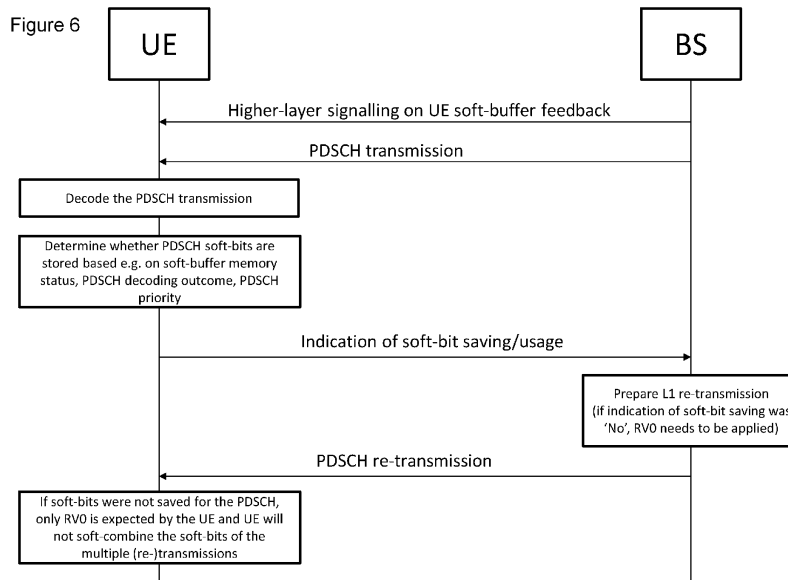 Figure 6
UE
BS
Higher-layer signalling on UE soft-buffer feedback
PDSCH transmission
Decode the PDSCH transmission
Determine whether PDSCH soft-bits are
stored based e.g. on soft-buffer memory
status, PDSCH decoding outcome, PDSCH
priority
Indication of soft-bit saving/usage
Prepare L1 re-transmission
(if indication of soft-bit saving was
‘No’, RV0 needs to be applied)
PDSCH re-transmission
If soft-bits were not saved for the PDSCH,
only RV0 is expected by the UE and UE will
not soft-combine the soft-bits of the
multiple (re-)transmissions